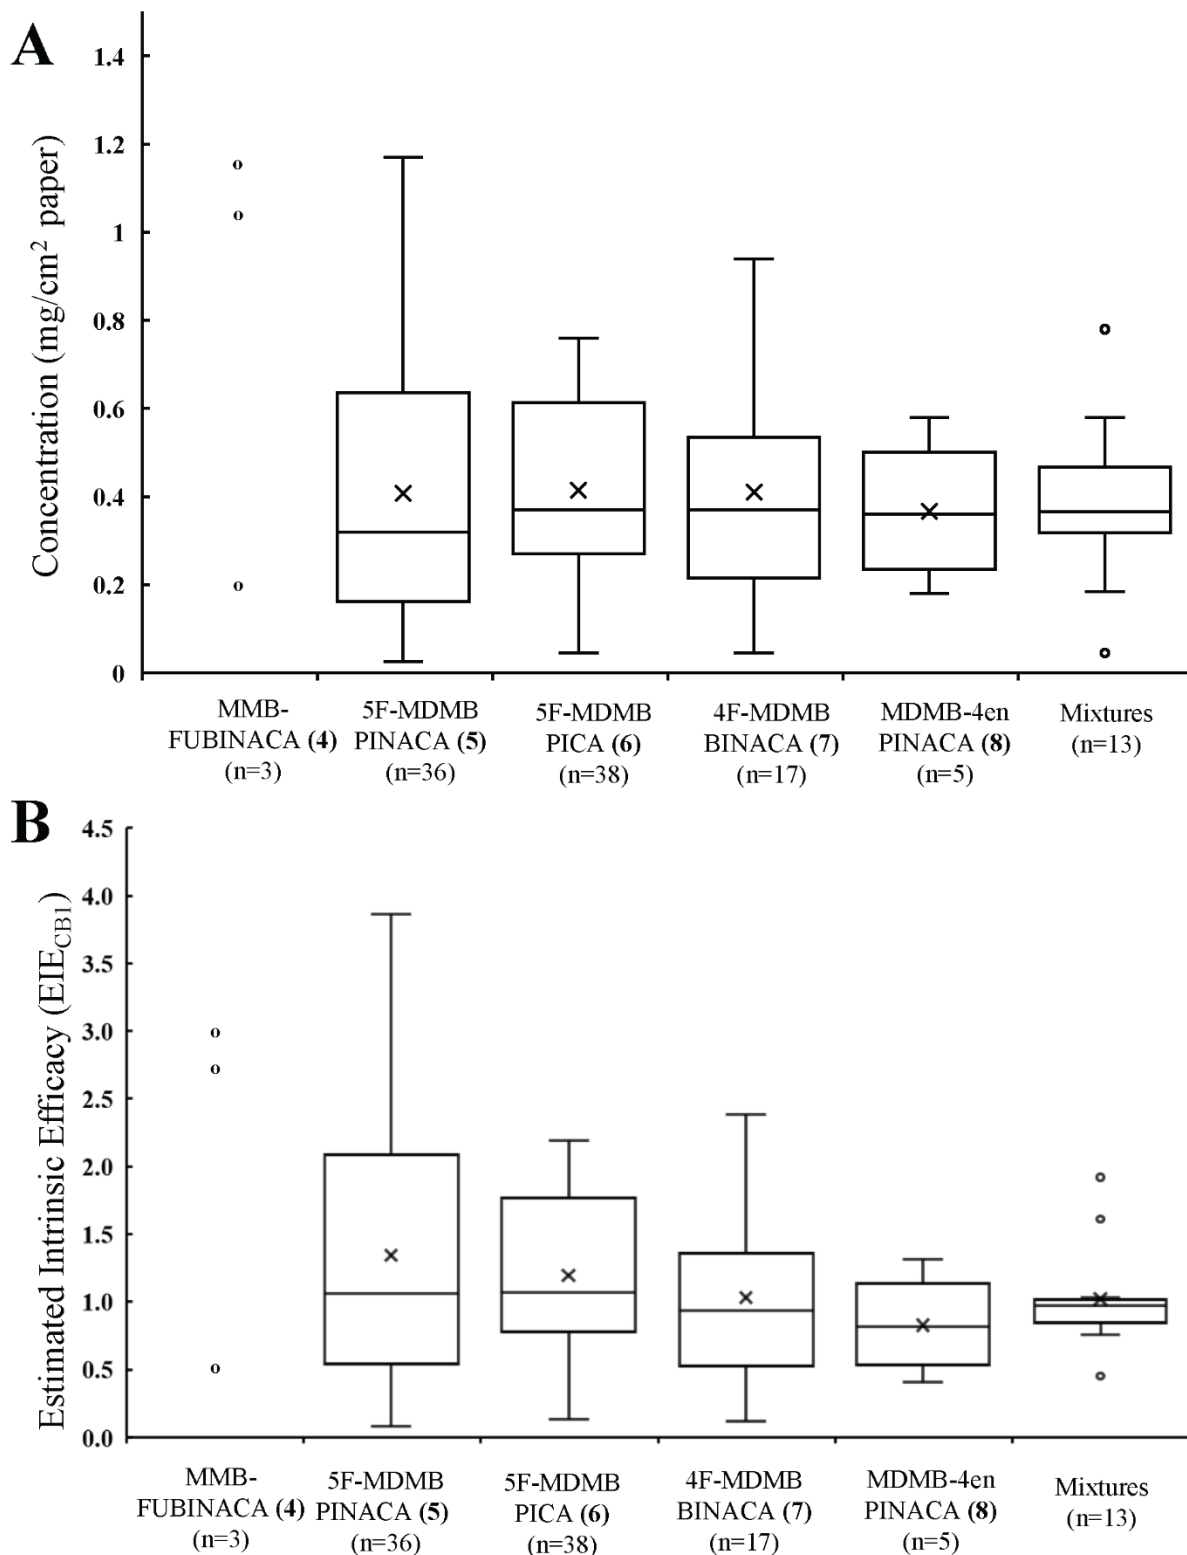 A
Concentration (mg/cm² paper)
1.4
1.2
1
0.8
0.6
0.4
0.2
0
MMB-
FUBINACA (4)
(n=3)
5F-MDMB
PINACA (5)
(n=36)
5F-MDMB
PICA (6)
(n=38)
4F-MDMB
BINACA (7)
(n=17)
MDMB-4en
PINACA (8)
(n=5)
Mixtures
(n=13)
B
Estimated Intrinsic Efficacy (EIE_CB1)
4.5
4.0
3.5
3.0
2.5
2.0
1.5
1.0
0.5
0.0
MMB-
FUBINACA (4)
(n=3)
5F-MDMB
PINACA (5)
(n=36)
5F-MDMB
PICA (6)
(n=38)
4F-MDMB
BINACA (7)
(n=17)
MDMB-4en
PINACA (8)
(n=5)
Mixtures
(n=13)